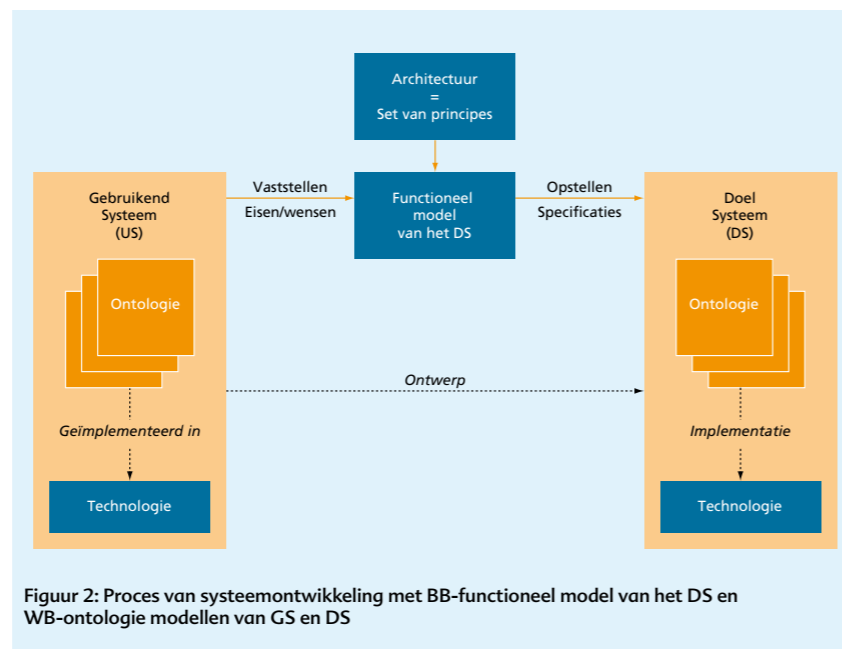 Architectuur
=
Set van principes
Gebruikend
Systeem
(US)
Vaststellen
Eisen/wensen
Functioneel
model
van het DS
Opstellen
Specificaties
Doel
Systeem
(DS)
Ontologie
Ontologie
Ontwerp
Geïmplementeerd in
Implementatie
Technologie
Technologie
Figuur 2: Proces van systeemontwikkeling met BB-functioneel model van het DS en
WB-ontologie modellen van GS en DS